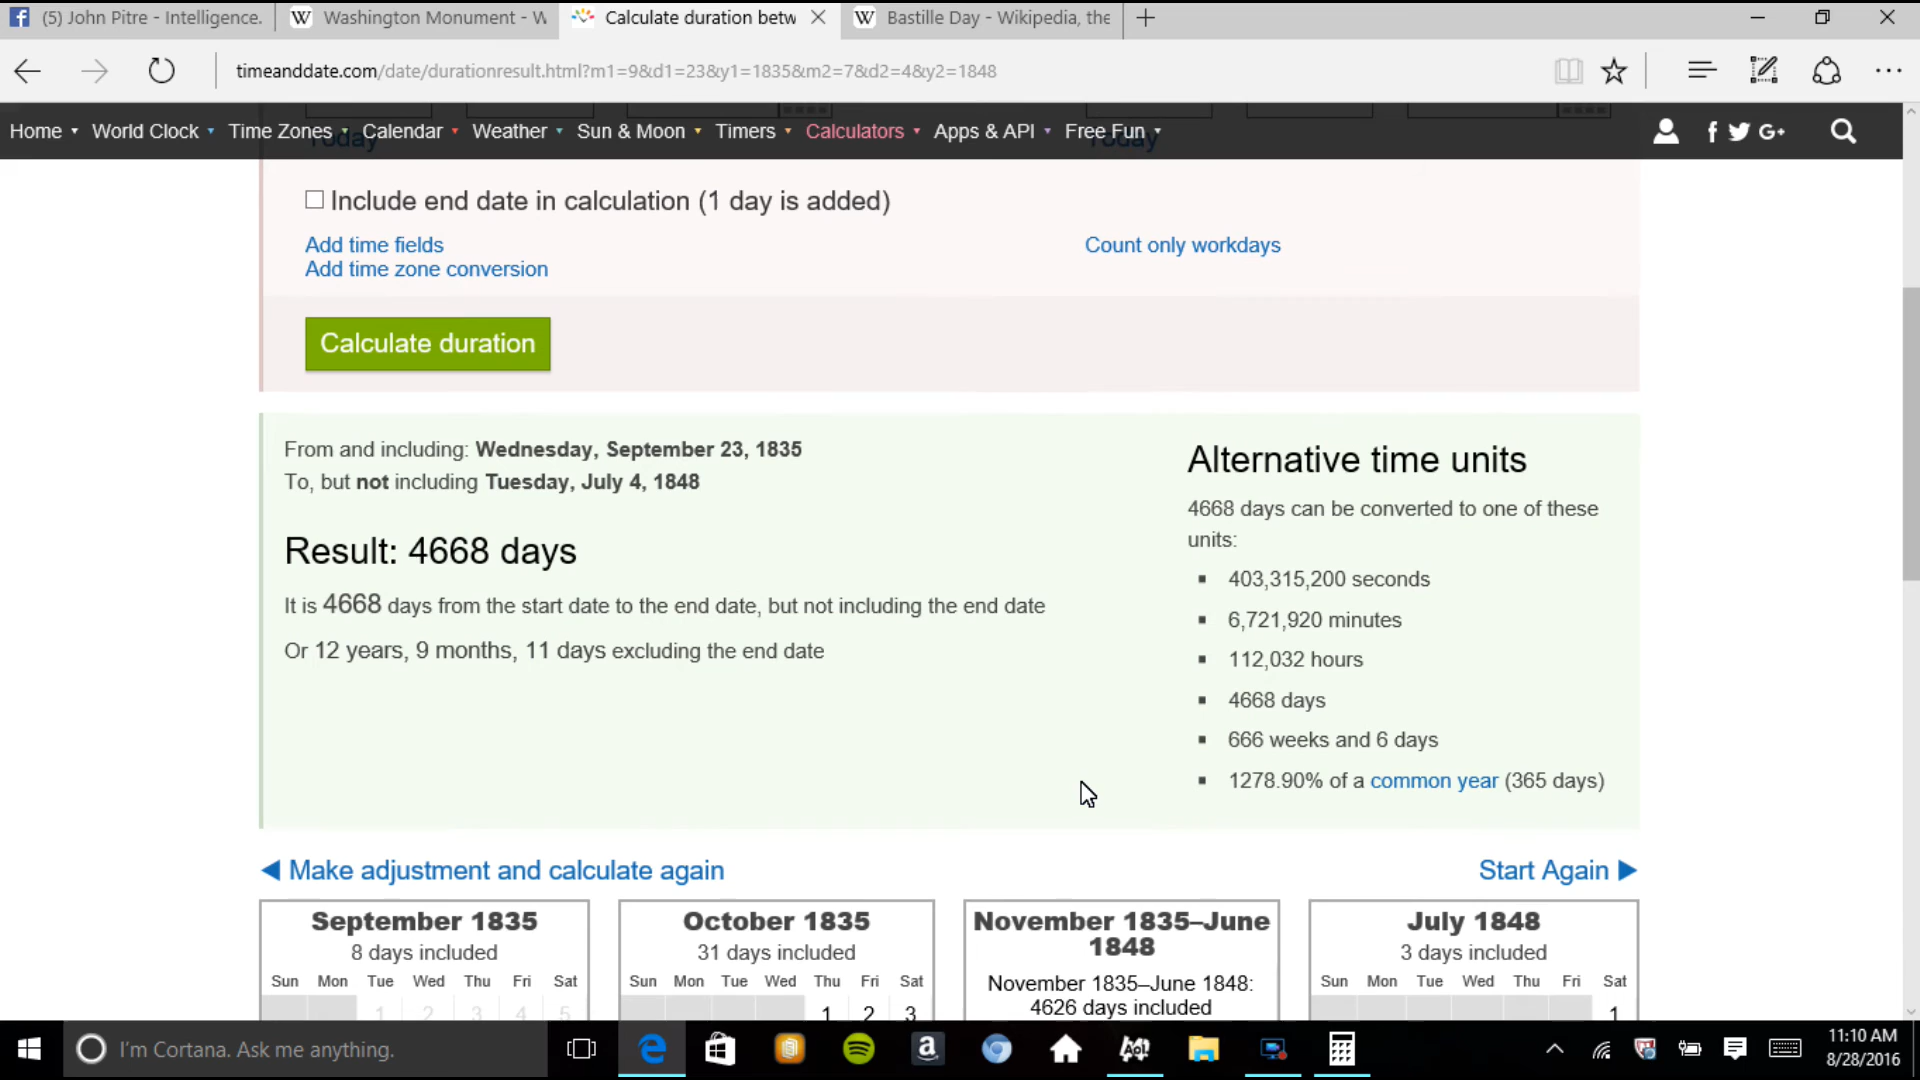 (5) John Pitre - Intelligence.
Washington Monument - W
Calculate duration betw
Bastille Day - Wikipedia, the
timeanddate.com/date/durationresult.html?m1=9&d1=23&y1=1835&m2=7&d2=4&y2=1848
Home World Clock Time Zones Calendar Weather Sun & Moon Timers Calculators Apps & API Free Fun
Today Today
Include end date in calculation (1 day is added)
Add time fields
Count only workdays
Add time zone conversion
Calculate duration
From and including: Wednesday, September 23, 1835
To, but not including Tuesday, July 4, 1848
Result: 4668 days
It is 4668 days from the start date to the end date, but not including the end date
Or 12 years, 9 months, 11 days excluding the end date
Alternative time units
4668 days can be converted to one of these
units:
403,315,200 seconds
6,721,920 minutes
112,032 hours
4668 days
666 weeks and 6 days
1278.90% of a common year (365 days)
Make adjustment and calculate again
Start Again
September 1835
8 days included
Sun Mon Tue Wed Thu Fri Sat
1 2 3 4 5
October 1835
31 days included
Sun Mon Tue Wed Thu Fri Sat
1 2 3
November 1835–June
1848
November 1835–June 1848:
4626 days included
July 1848
3 days included
Sun Mon Tue Wed Thu Fri Sat
1
I'm Cortana. Ask me anything.
Aol!
11:10 AM
8/28/2016